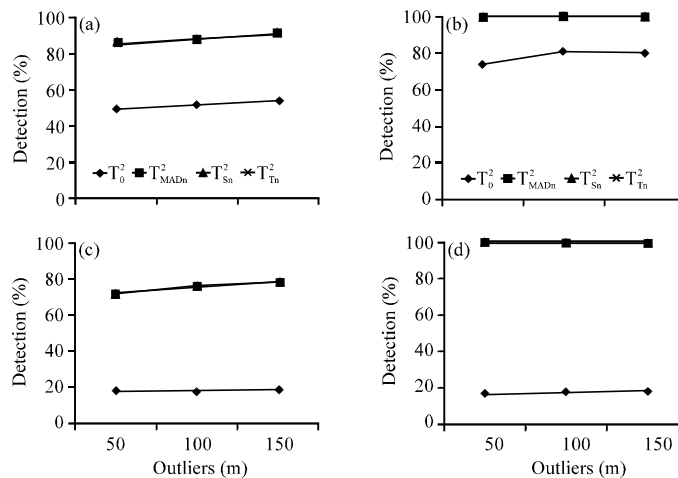 (a)
Detection (%)
100
80
60
40
20
0
T²₀ T²MADn T²Sn T²Tn
(b)
Detection (%)
100
80
60
40
20
0
T²₀ T²MADn T²Sn T²Tn
(c)
Detection (%)
100
80
60
40
20
0
50 100 150
Outliers (m)
(d)
Detection (%)
100
80
60
40
20
0
50 100 150
Outliers (m)